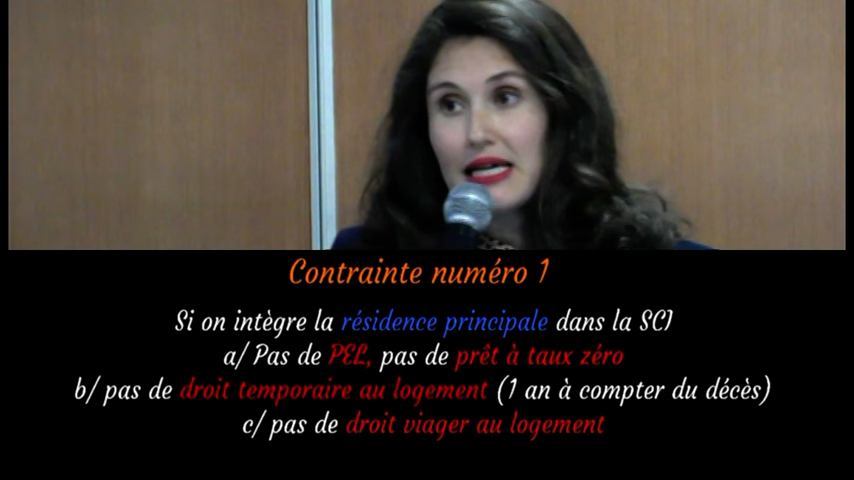 Contrainte numéro 1
Si on intègre la résidence principale dans la SCI
a/ Pas de PEL, pas de prêt à taux zéro
b/ pas de droit temporaire au logement (1 an à compter du décès)
c/ pas de droit viager au logement